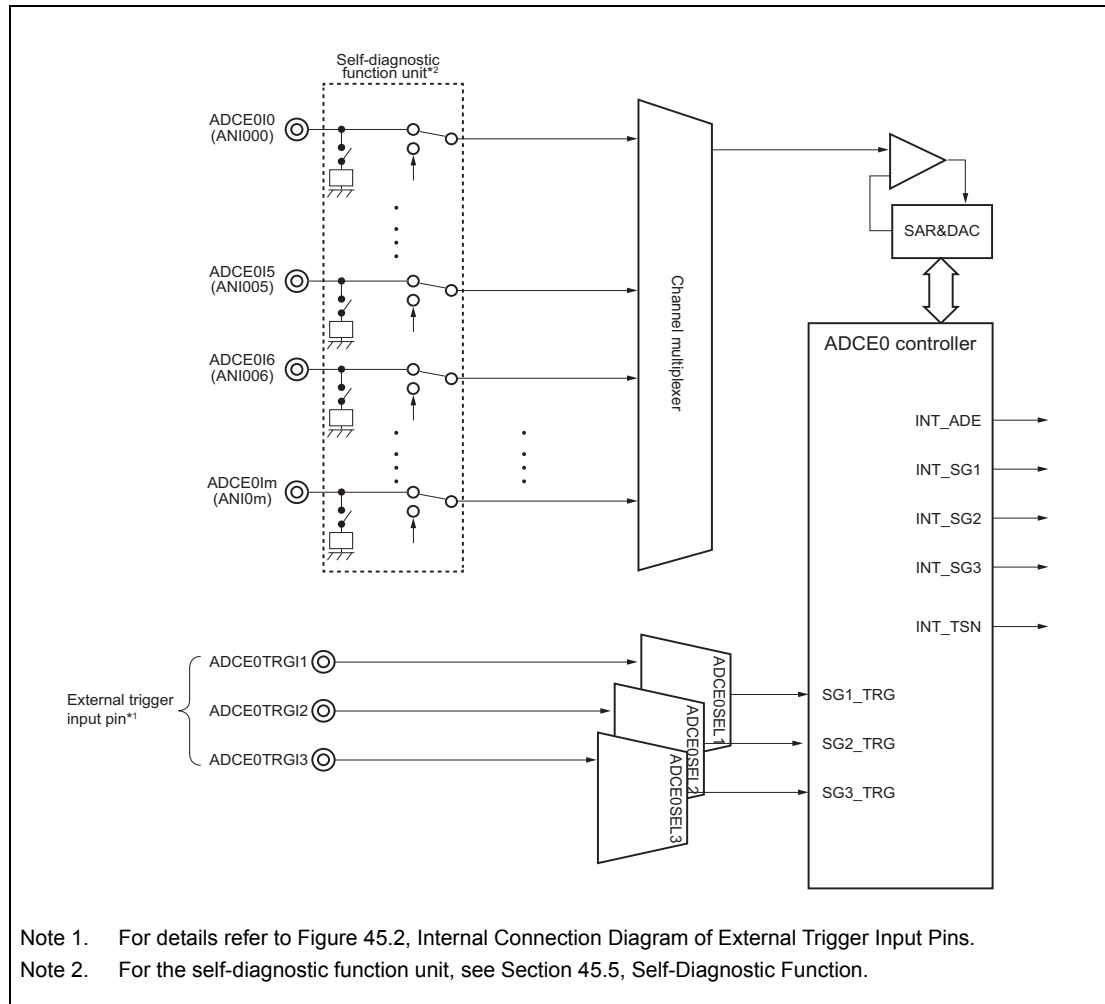 Self-diagnostic
function unit*2
ADCE0I0
(ANI000)
ADCE0I5
(ANI005)
ADCE0I6
(ANI006)
ADCE0Im
(ANI0m)
Channel multiplexer
SAR&DAC
ADCE0 controller
INT_ADE
INT_SG1
INT_SG2
INT_SG3
INT_TSN
External trigger
input pin*1
ADCE0TRGI1
ADCE0TRGI2
ADCE0TRGI3
ADCE0SEL1
ADCE0SEL2
ADCE0SEL3
SG1_TRG
SG2_TRG
SG3_TRG
Note 1. For details refer to Figure 45.2, Internal Connection Diagram of External Trigger Input Pins.
Note 2. For the self-diagnostic function unit, see Section 45.5, Self-Diagnostic Function.